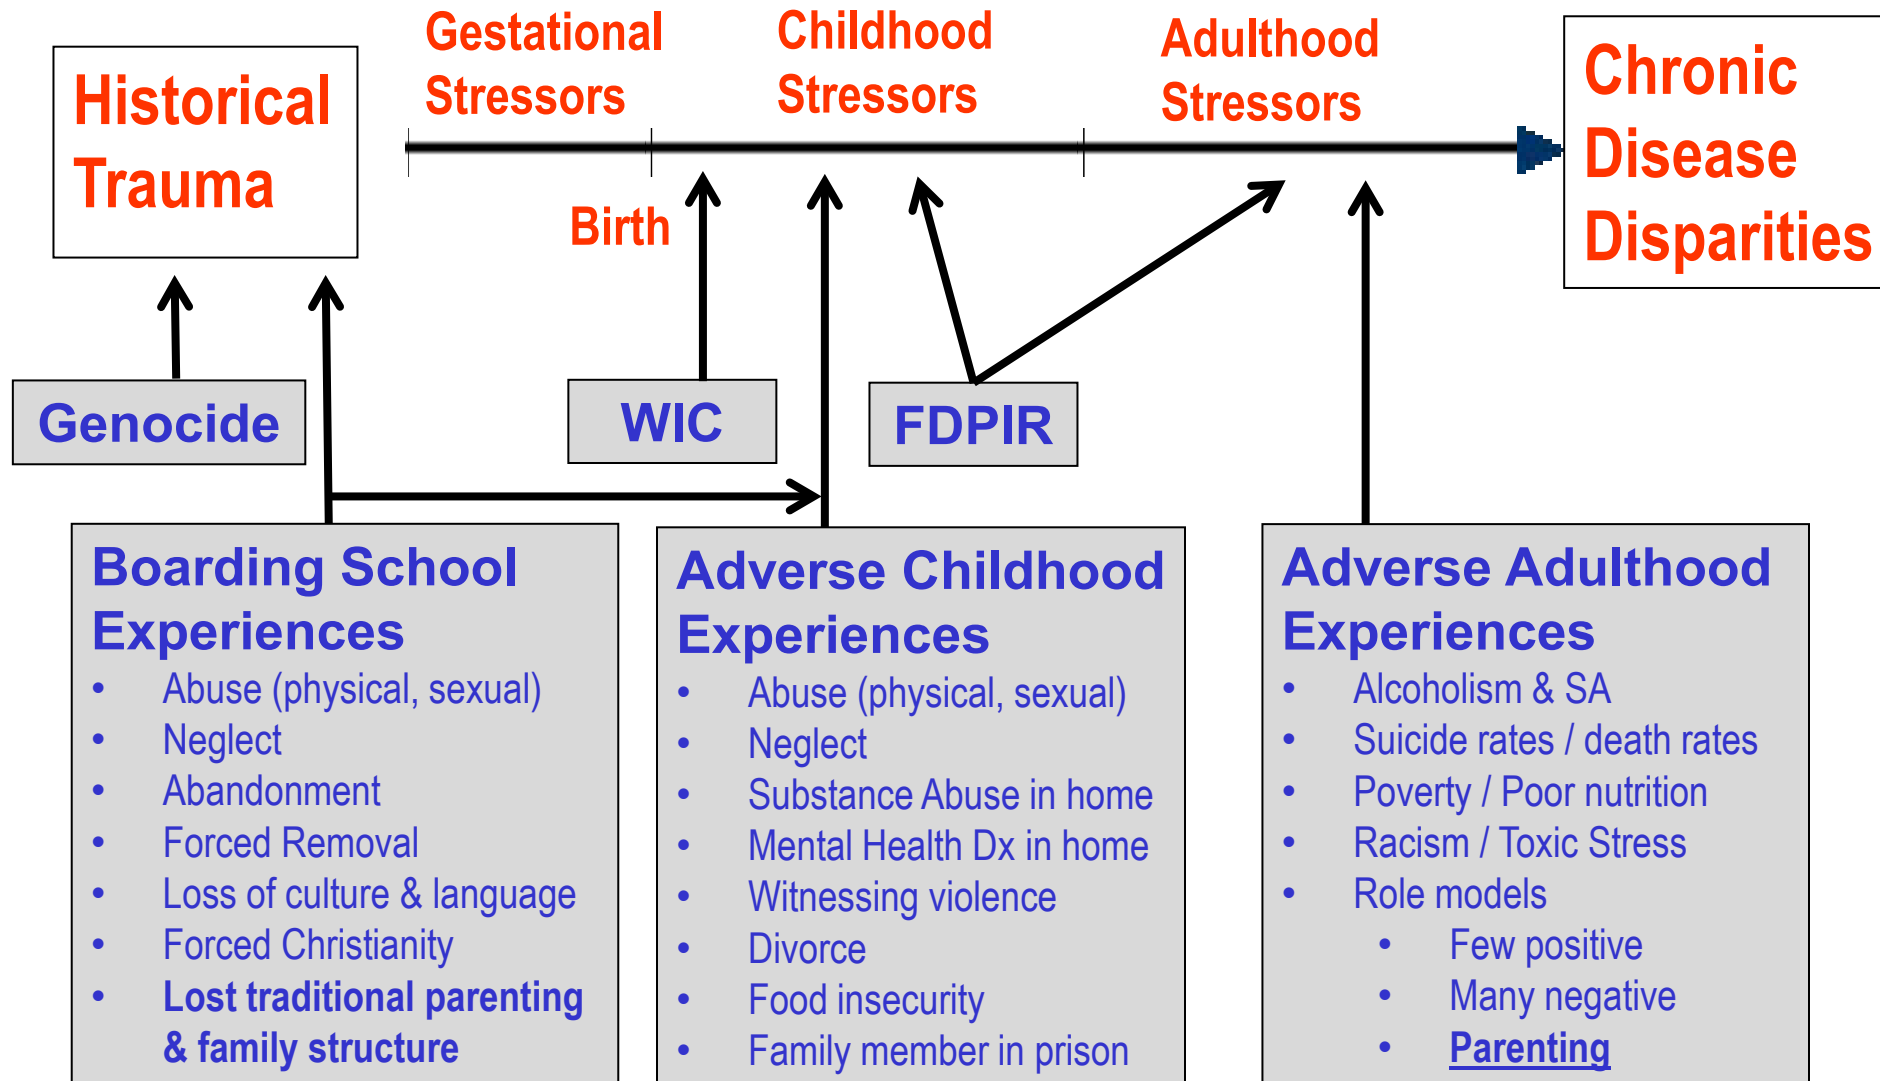 Historical
Trauma
Gestational
Stressors
Childhood
Stressors
Adulthood
Stressors
Chronic
Disease
Disparities
Birth
Genocide
WIC
FDPIR
Boarding School
Experiences
• Abuse (physical, sexual)
• Neglect
• Abandonment
• Forced Removal
• Loss of culture & language
• Forced Christianity
• Lost traditional parenting
& family structure
Adverse Childhood
Experiences
• Abuse (physical, sexual)
• Neglect
• Substance Abuse in home
• Mental Health Dx in home
• Witnessing violence
• Divorce
• Food insecurity
• Family member in prison
Adverse Adulthood
Experiences
• Alcoholism & SA
• Suicide rates / death rates
• Poverty / Poor nutrition
• Racism / Toxic Stress
• Role models
• Few positive
• Many negative
• Parenting